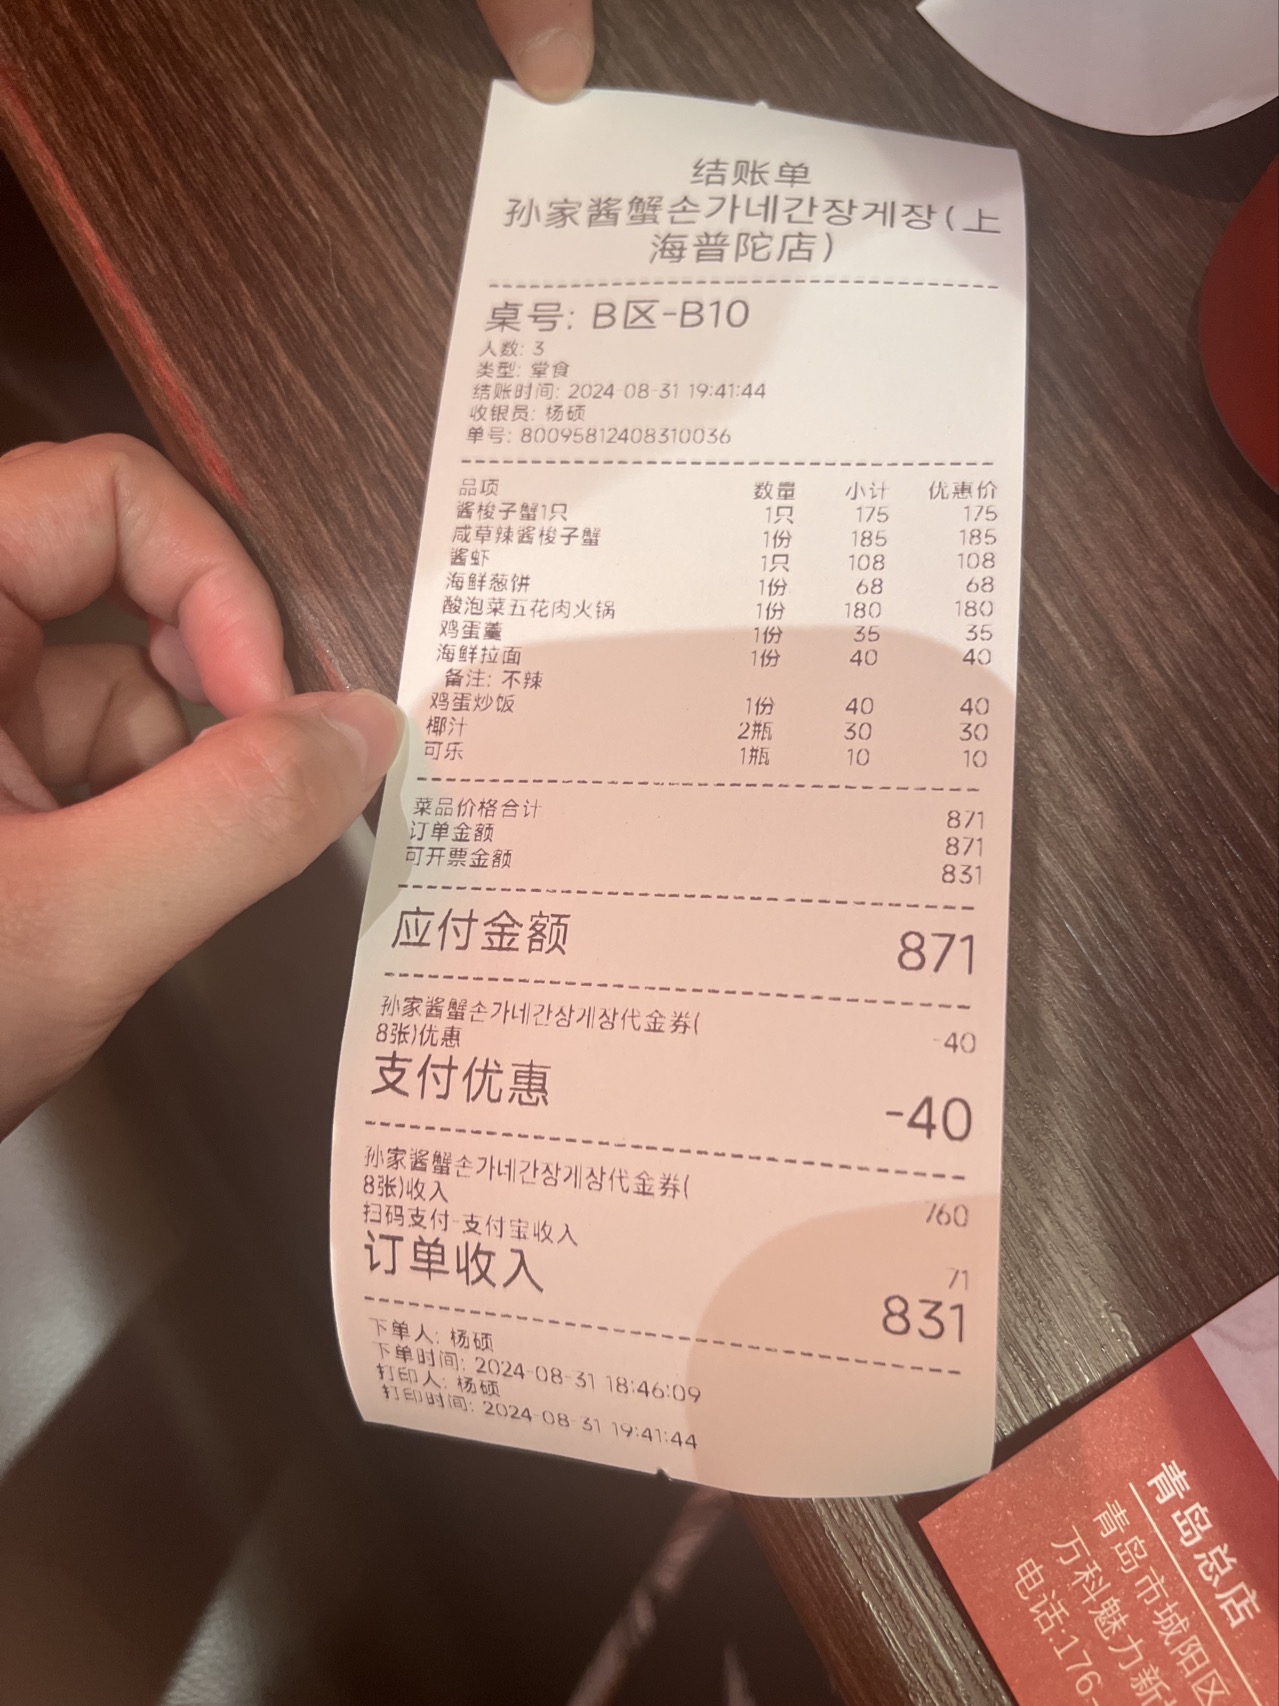 结账单
孙家酱蟹손가네간장게장(上
海普陀店)
桌号: B区-B10
人数: 3
类型: 堂食
结账时间: 2024-08-31 19:41:44
收银员: 杨硕
单号: 80095812408310036
品项 数量 小计 优惠价
酱梭子蟹1只 1只 175 175
咸草辣酱梭子蟹 1份 185 185
酱虾 1只 108 108
海鲜葱饼 1份 68 68
酸泡菜五花肉火锅 1份 180 180
鸡蛋羹 1份 35 35
海鲜拉面 1份 40 40
备注: 不辣
鸡蛋炒饭 1份 40 40
椰汁 2瓶 30 30
可乐 1瓶 10 10
菜品价格合计 871
订单金额 871
可开票金额 831
应付金额 871
孙家酱蟹손가네간장게장代金券(
8张)优惠 -40
支付优惠 -40
孙家酱蟹손가네간장게장代金券(
8张)收入 760
扫码支付-支付宝收入 71
订单收入 831
下单人: 杨硕
下单时间: 2024-08-31 18:46:09
打印人: 杨硕
打印时间: 2024-08-31 19:41:44
青岛总店
青岛市城阳区
万科魅力新
电话:176